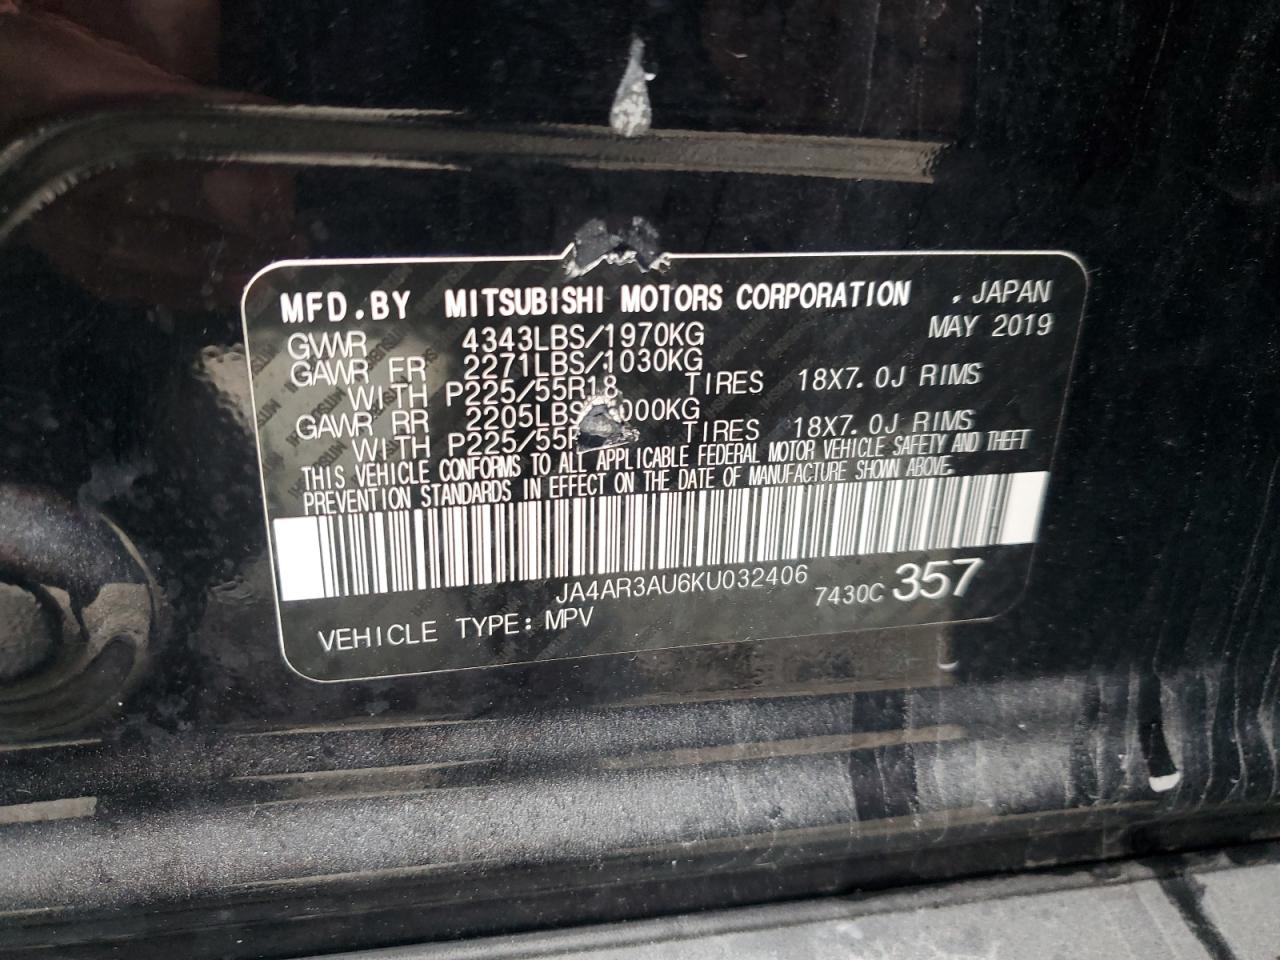 MFD.BY MITSUBISHI MOTORS CORPORATION . JAPAN
MAY 2019
GVWR 4343LBS/1970KG
GAWR FR 2271LBS/1030KG
WITH P225/55R18 TIRES 18X7.0J RIMS
GAWR RR 2205LBS 000KG
WITH P225/55R TIRES 18X7.0J RIMS
THIS VEHICLE CONFORMS TO ALL APPLICABLE FEDERAL MOTOR VEHICLE SAFETY AND THEFT
PREVENTION STANDARDS IN EFFECT ON THE DATE OF MANUFACTURE SHOWN ABOVE.
JA4AR3AU6KU032406
7430C 357
VEHICLE TYPE: MPV